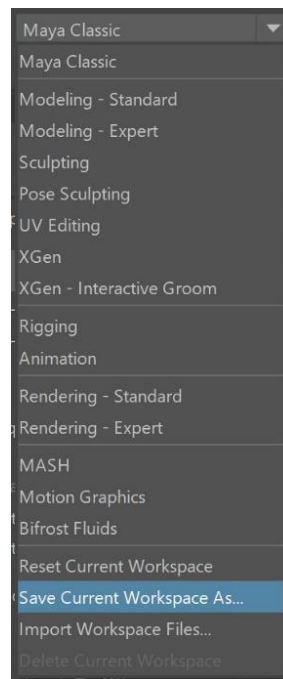 Maya Classic
Maya Classic
Modeling - Standard
Modeling - Expert
Sculpting
Pose Sculpting
UV Editing
XGen
XGen - Interactive Groom
Rigging
Animation
Rendering - Standard
Rendering - Expert
MASH
Motion Graphics
Bifrost Fluids
Reset Current Workspace
Save Current Workspace As...
Import Workspace Files...
Delete Current Workspace